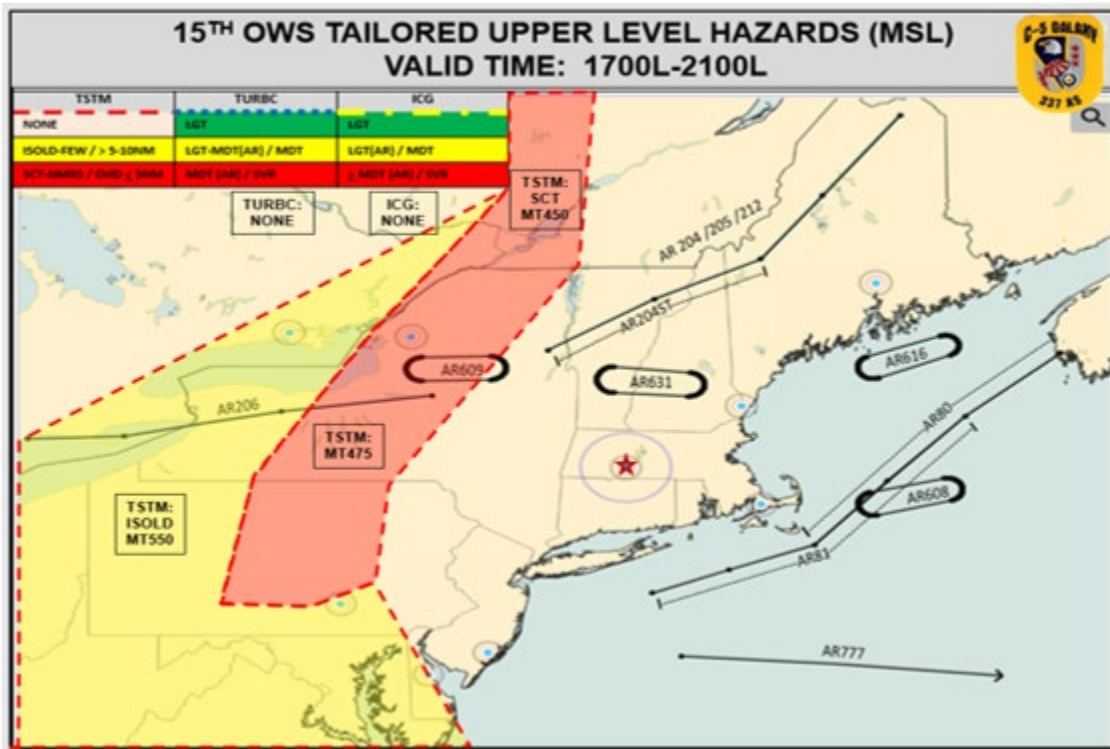 15TH OWS TAILORED UPPER LEVEL HAZARDS (MSL)
VALID TIME: 1700L-2100L
C-5 GALAXY
337 AS
TSTM TURBC ICG
NONE LGT LGT
ISOLD-FEW / > 5-10NM LGT-MDT(AR) / MDT LGT(AR) / MDT
SCT-NMRS / OHD-≤ 5NM MDT (AR) / SVR ≥ MDT (AR) / SVR
TURBC:
NONE
ICG:
NONE
TSTM:
SCT
MT450
AR 204 /205 /212
AR204ST
AR609
AR631
AR616
AR206
AR80
TSTM:
MT475
TSTM:
ISOLD
MT550
AR608
AR81
AR777